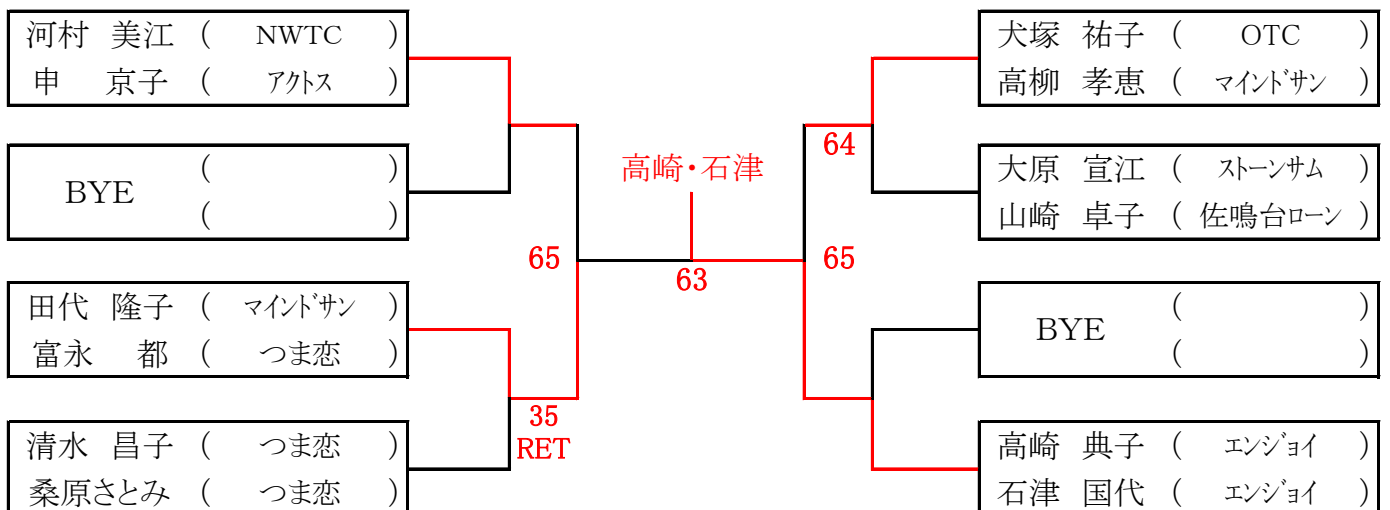 河村 美江 ( NWTC )
申 京子 ( アクトス )
BYE
( )
( )
65
田代 隆子 ( マインドサン )
富永 都 ( つま恋 )
35
RET
清水 昌子 ( つま恋 )
桑原さとみ ( つま恋 )
高崎・石津
63
犬塚 祐子 ( OTC )
高柳 孝恵 ( マインドサン )
64
大原 宣江 ( ストーンサム )
山崎 卓子 ( 佐鳴台ローン )
65
BYE
( )
( )
高崎 典子 ( エンジョイ )
石津 国代 ( エンジョイ )